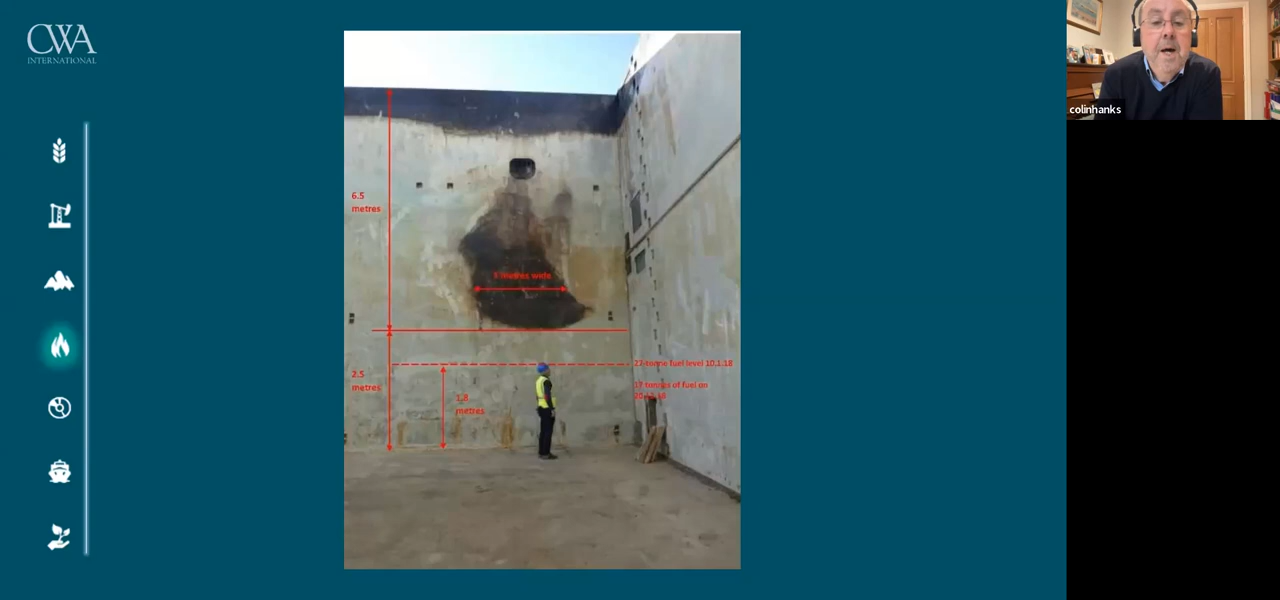 CWA
INTERNATIONAL
colinhanks
6.5
metres
5 metres wide
2.5
metres
1.8
metres
22 tonne fuel level 10.1.18
17 tonnes of fuel on